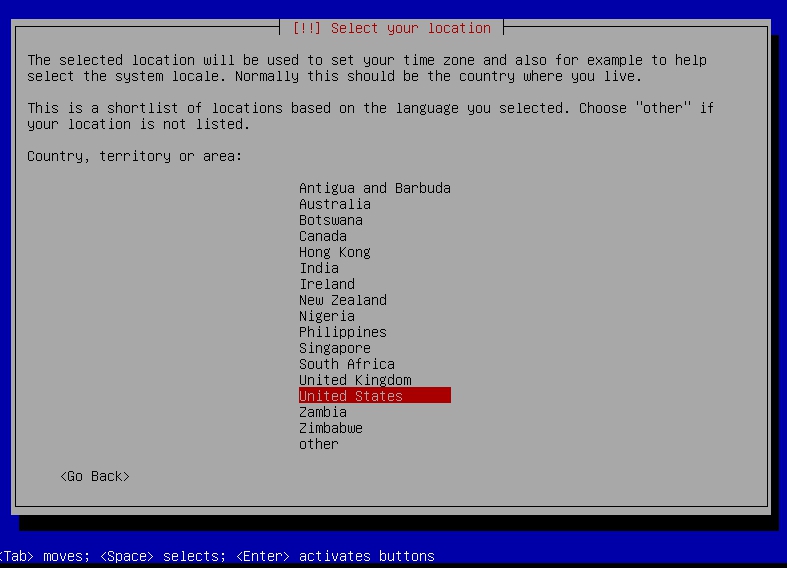 [!!] Select your location
The selected location will be used to set your time zone and also for example to help
select the system locale. Normally this should be the country where you live.
This is a shortlist of locations based on the language you selected. Choose "other" if
your location is not listed.
Country, territory or area:
Antigua and Barbuda
Australia
Botswana
Canada
Hong Kong
India
Ireland
New Zealand
Nigeria
Philippines
Singapore
South Africa
United Kingdom
United States
Zambia
Zimbabwe
other
<Go Back>
<Tab> moves; <Space> selects; <Enter> activates buttons